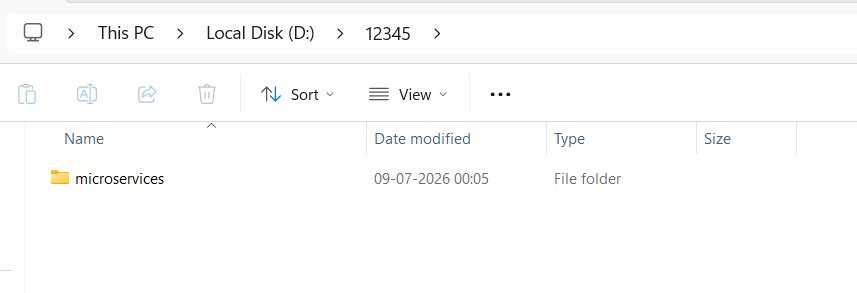 This PC Local Disk (D:) 12345
Sort View
Name Date modified Type Size
microservices 09-07-2026 00:05 File folder